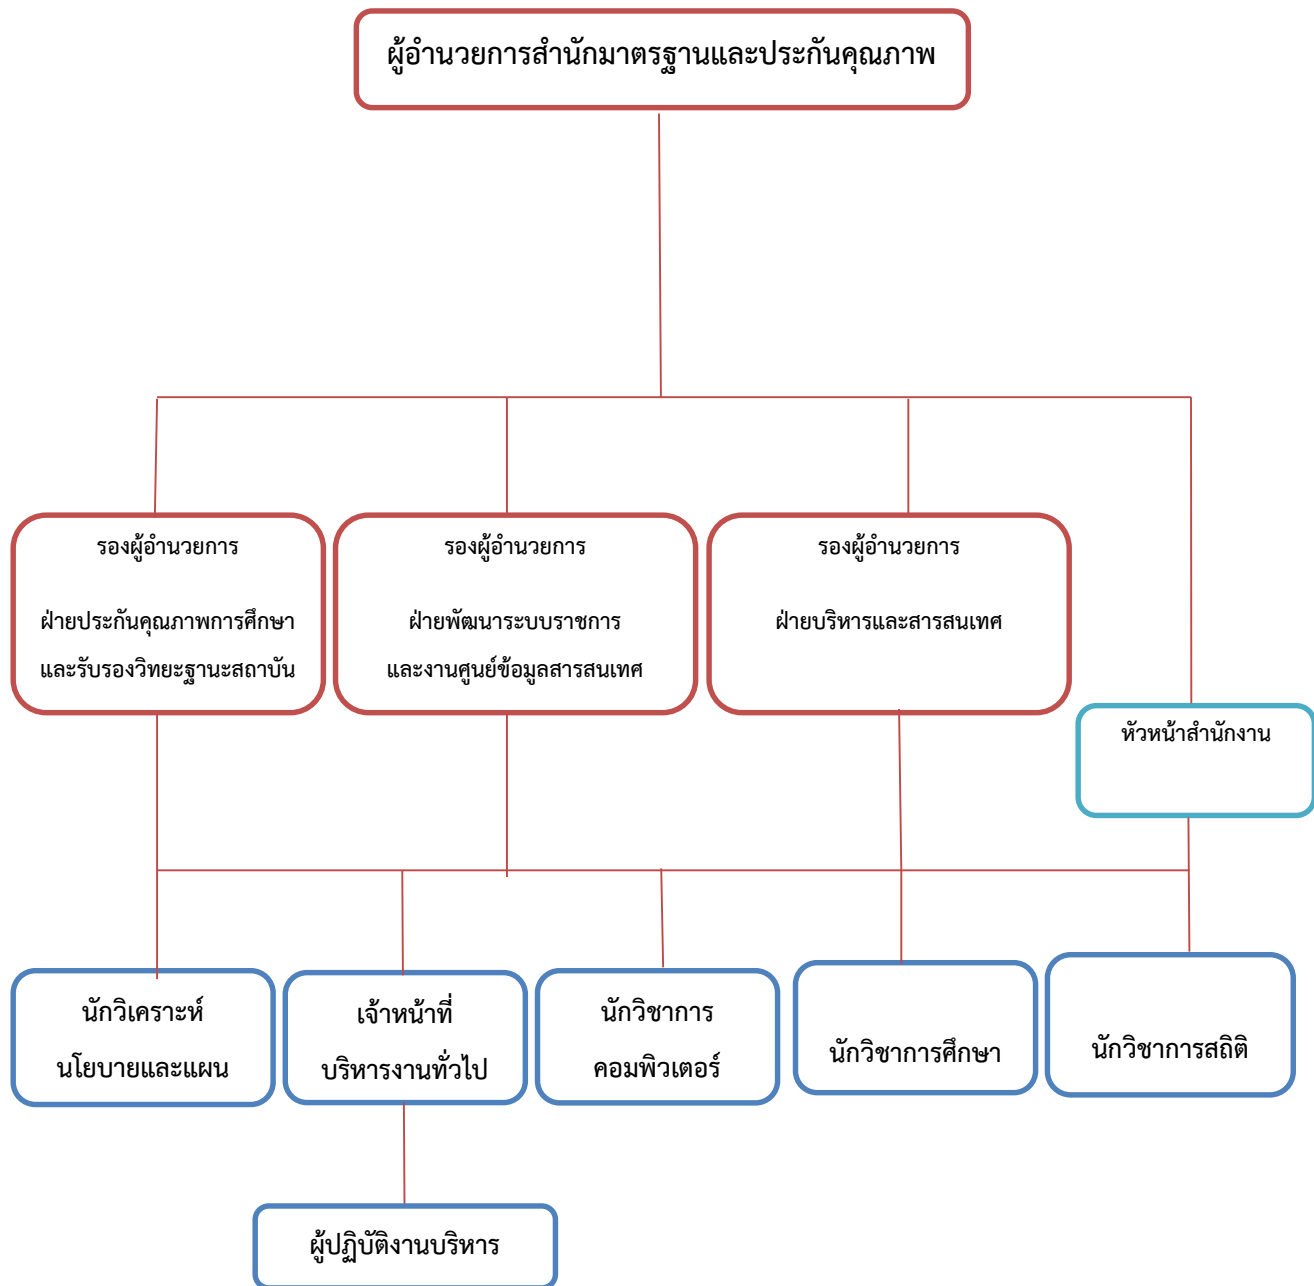 ผู้อำนวยการสำนักมาตรฐานและประกันคุณภาพ
รองผู้อำนวยการ
ฝ่ายประกันคุณภาพการศึกษา
และรับรองวิทยะฐานะสถาบัน
รองผู้อำนวยการ
ฝ่ายพัฒนาระบบราชการ
และงานศูนย์ข้อมูลสารสนเทศ
รองผู้อำนวยการ
ฝ่ายบริหารและสารสนเทศ
หัวหน้าสำนักงาน
นักวิเคราะห์
นโยบายและแผน
เจ้าหน้าที่
บริหารงานทั่วไป
นักวิชาการ
คอมพิวเตอร์
นักวิชาการศึกษา
นักวิชาการสถิติ
ผู้ปฏิบัติงานบริหาร